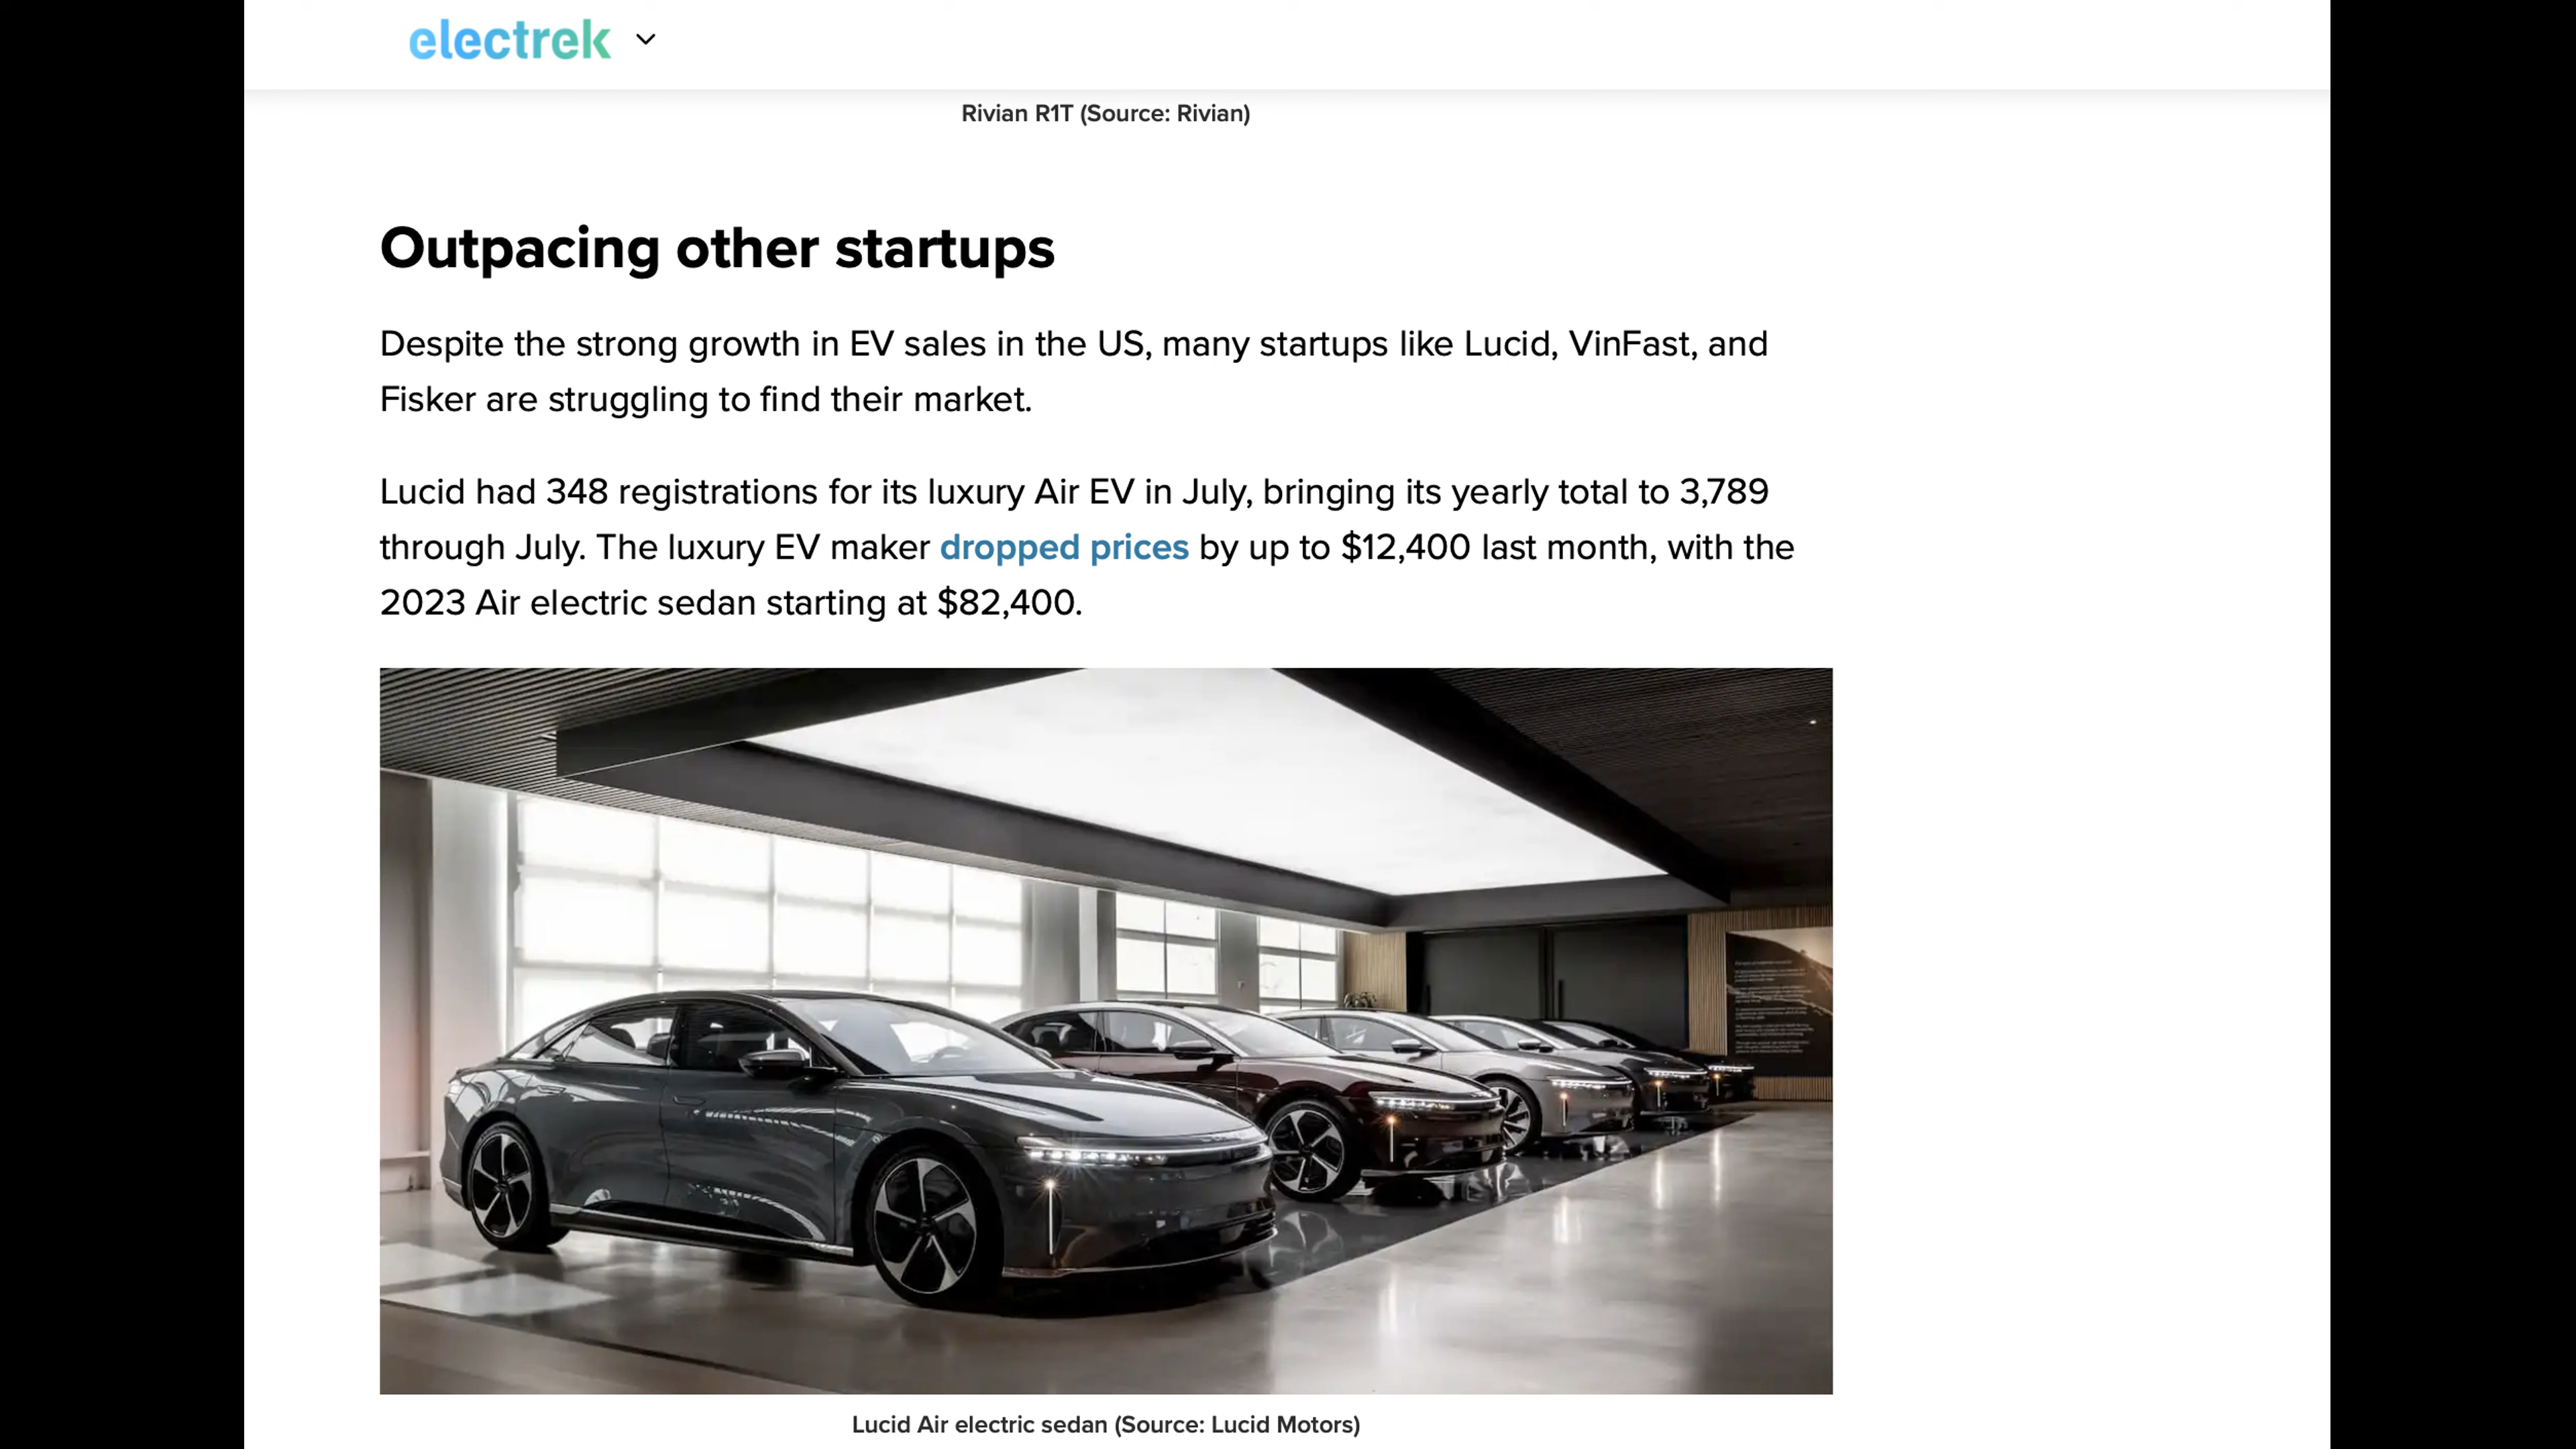 electrek
Rivian R1T (Source: Rivian)
Outpacing other startups
Despite the strong growth in EV sales in the US, many startups like Lucid, VinFast, and
Fisker are struggling to find their market.
Lucid had 348 registrations for its luxury Air EV in July, bringing its yearly total to 3,789
through July. The luxury EV maker dropped prices by up to $12,400 last month, with the
2023 Air electric sedan starting at $82,400.
Lucid Air electric sedan (Source: Lucid Motors)